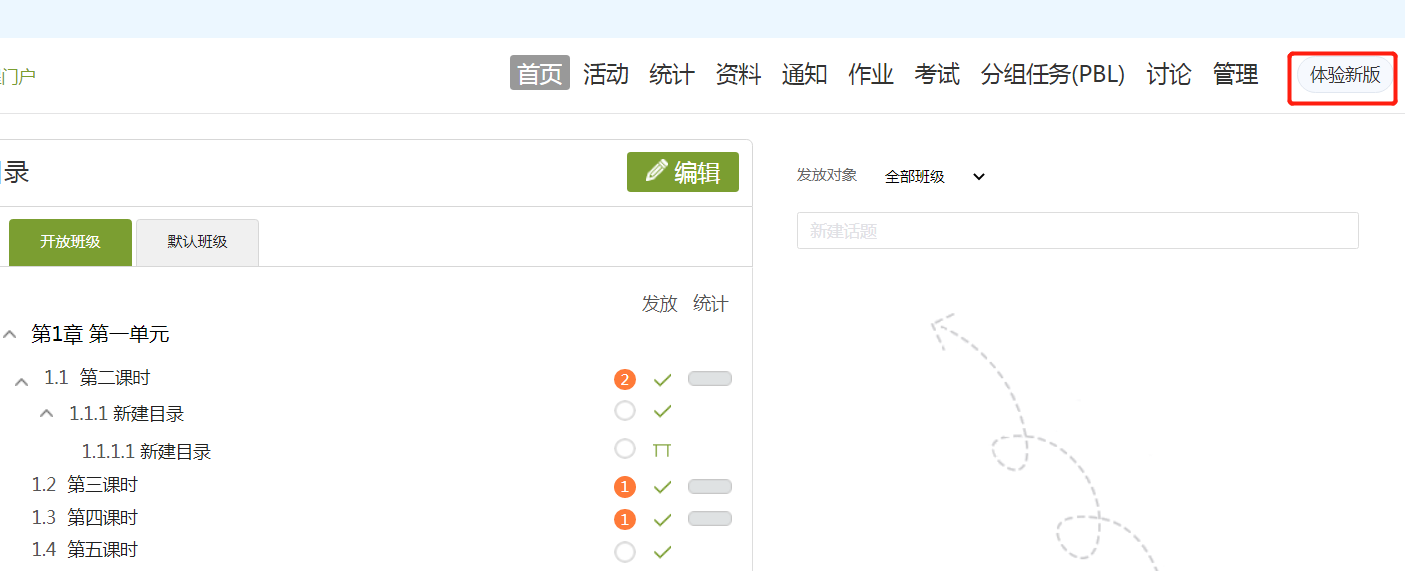 门户
首页 活动 统计 资料 通知 作业 考试 分组任务(PBL) 讨论 管理 体验新版
录
编辑
发放对象 全部班级
开放班级 默认班级
新建话题
发放 统计
第1章 第一单元
1.1 第二课时 2
1.1.1 新建目录
1.1.1.1 新建目录
1.2 第三课时 1
1.3 第四课时 1
1.4 第五课时